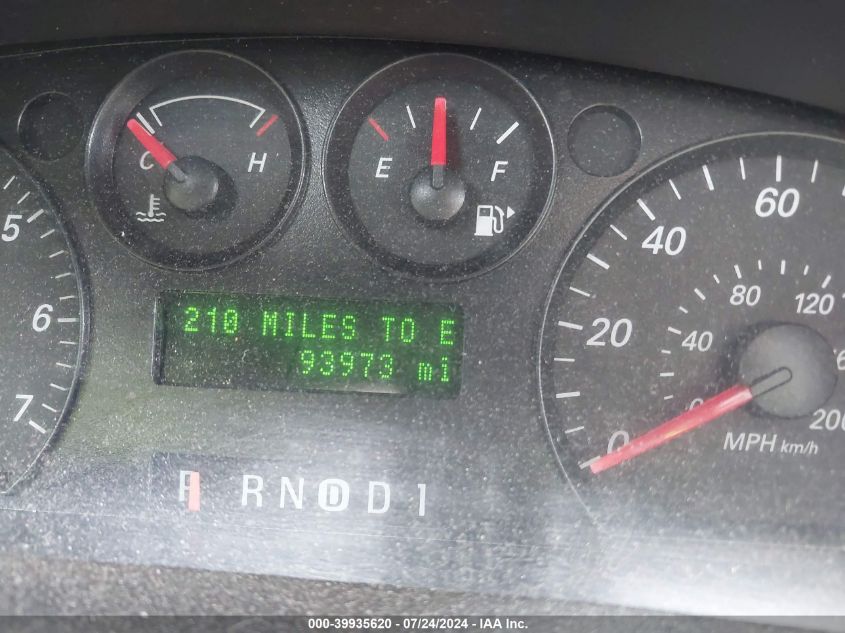 C H
E F
5
6
7
210 MILES TO E
93973 mi
0 20 40 60
0 40 80 120
200
MPH km/h
P R N D D 1
000-39935620 - 07/24/2024 - IAA Inc.